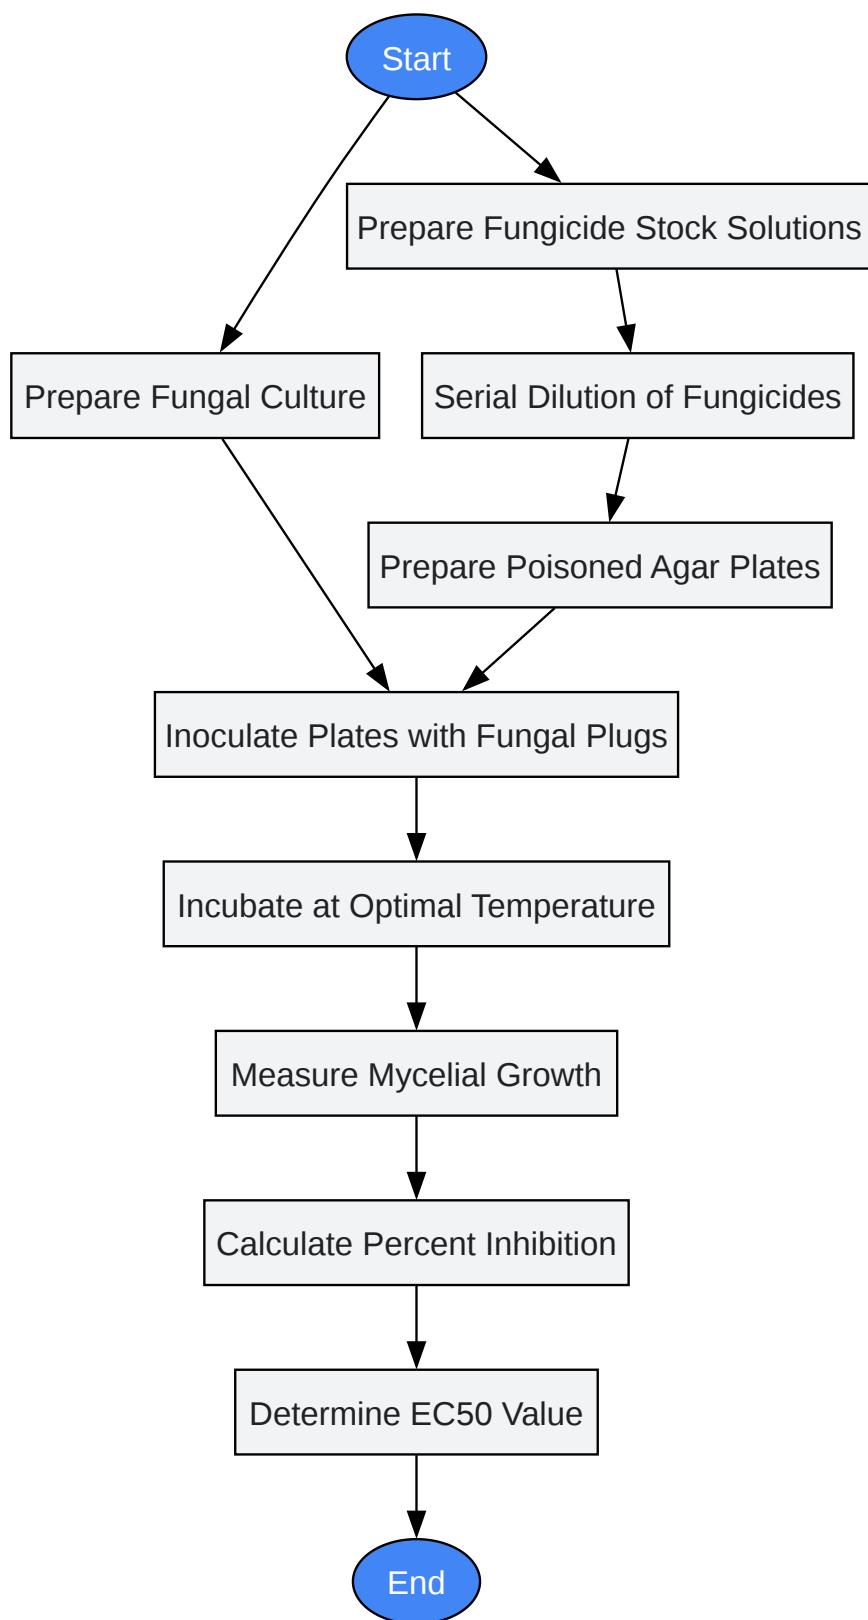 Start
Prepare Fungicide Stock Solutions
Prepare Fungal Culture
Serial Dilution of Fungicides
Prepare Poisoned Agar Plates
Inoculate Plates with Fungal Plugs
Incubate at Optimal Temperature
Measure Mycelial Growth
Calculate Percent Inhibition
Determine EC50 Value
End